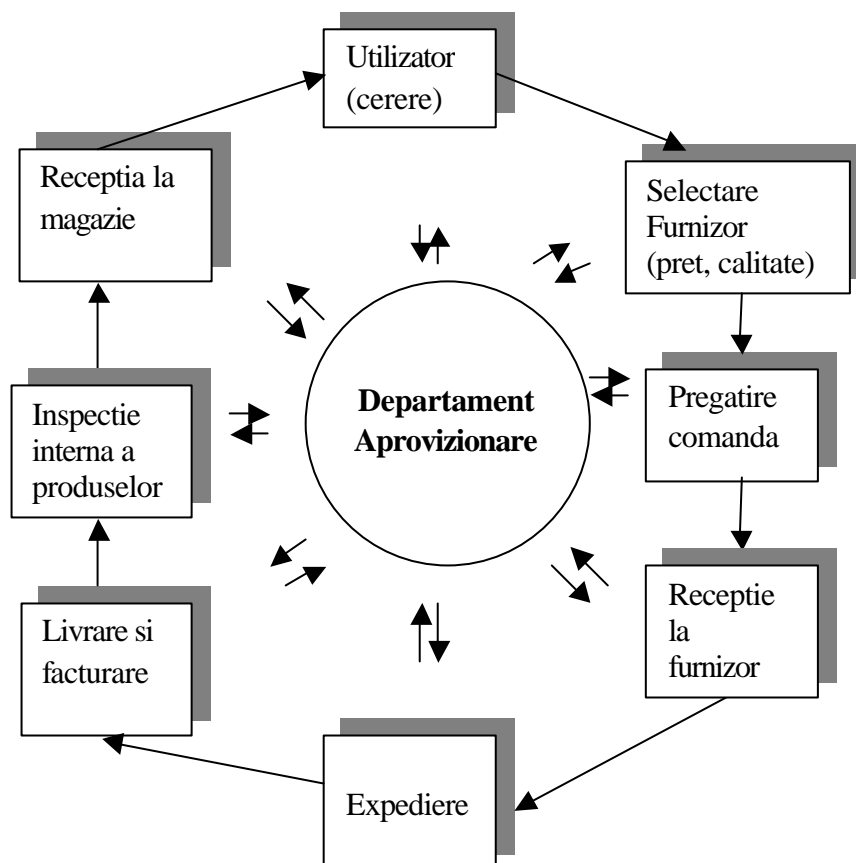 Utilizator
(cerere)
Selectare
Furnizor
(pret, calitate)
Pregatire
comanda
Receptie
la
furnizor
Expediere
Livrare si
facturare
Inspectie
interna a
produselor
Receptia la
magazie
Departament
Aprovizionare